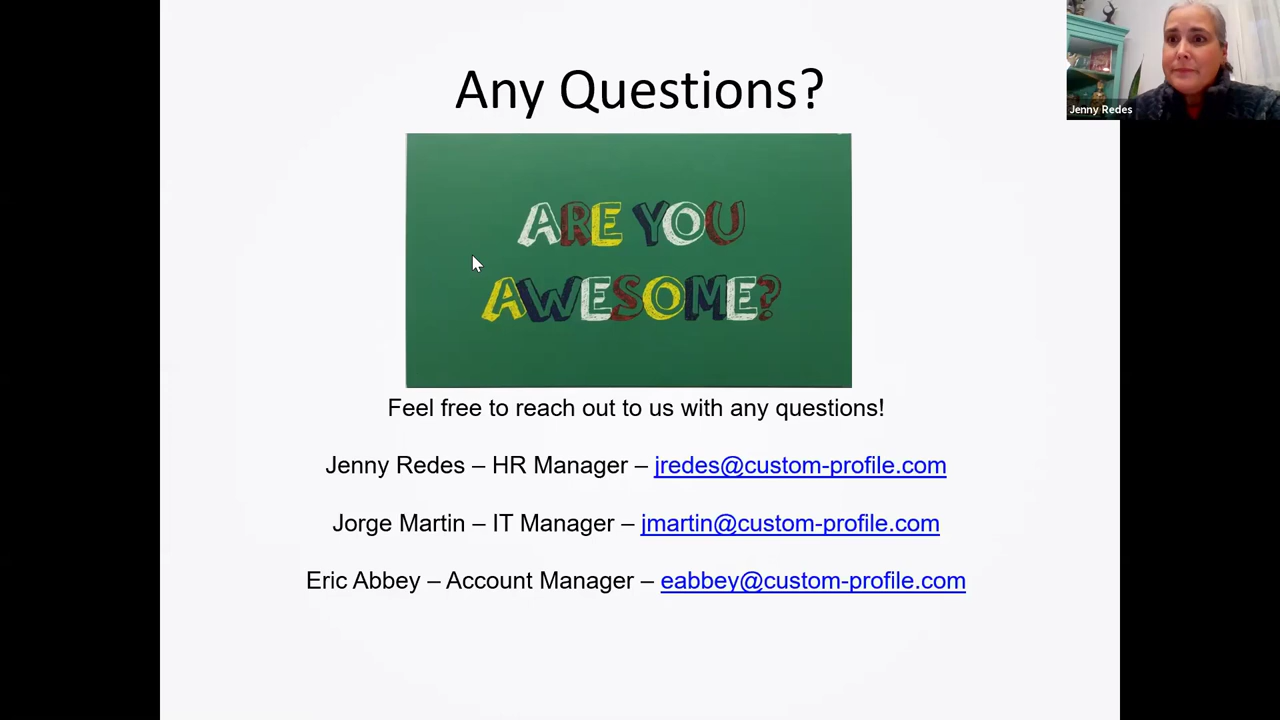 Any Questions?
Jenny Redes
ARE YOU
AWESOME?
Feel free to reach out to us with any questions!
Jenny Redes – HR Manager – jredes@custom-profile.com
Jorge Martin – IT Manager – jmartin@custom-profile.com
Eric Abbey – Account Manager – eabbey@custom-profile.com